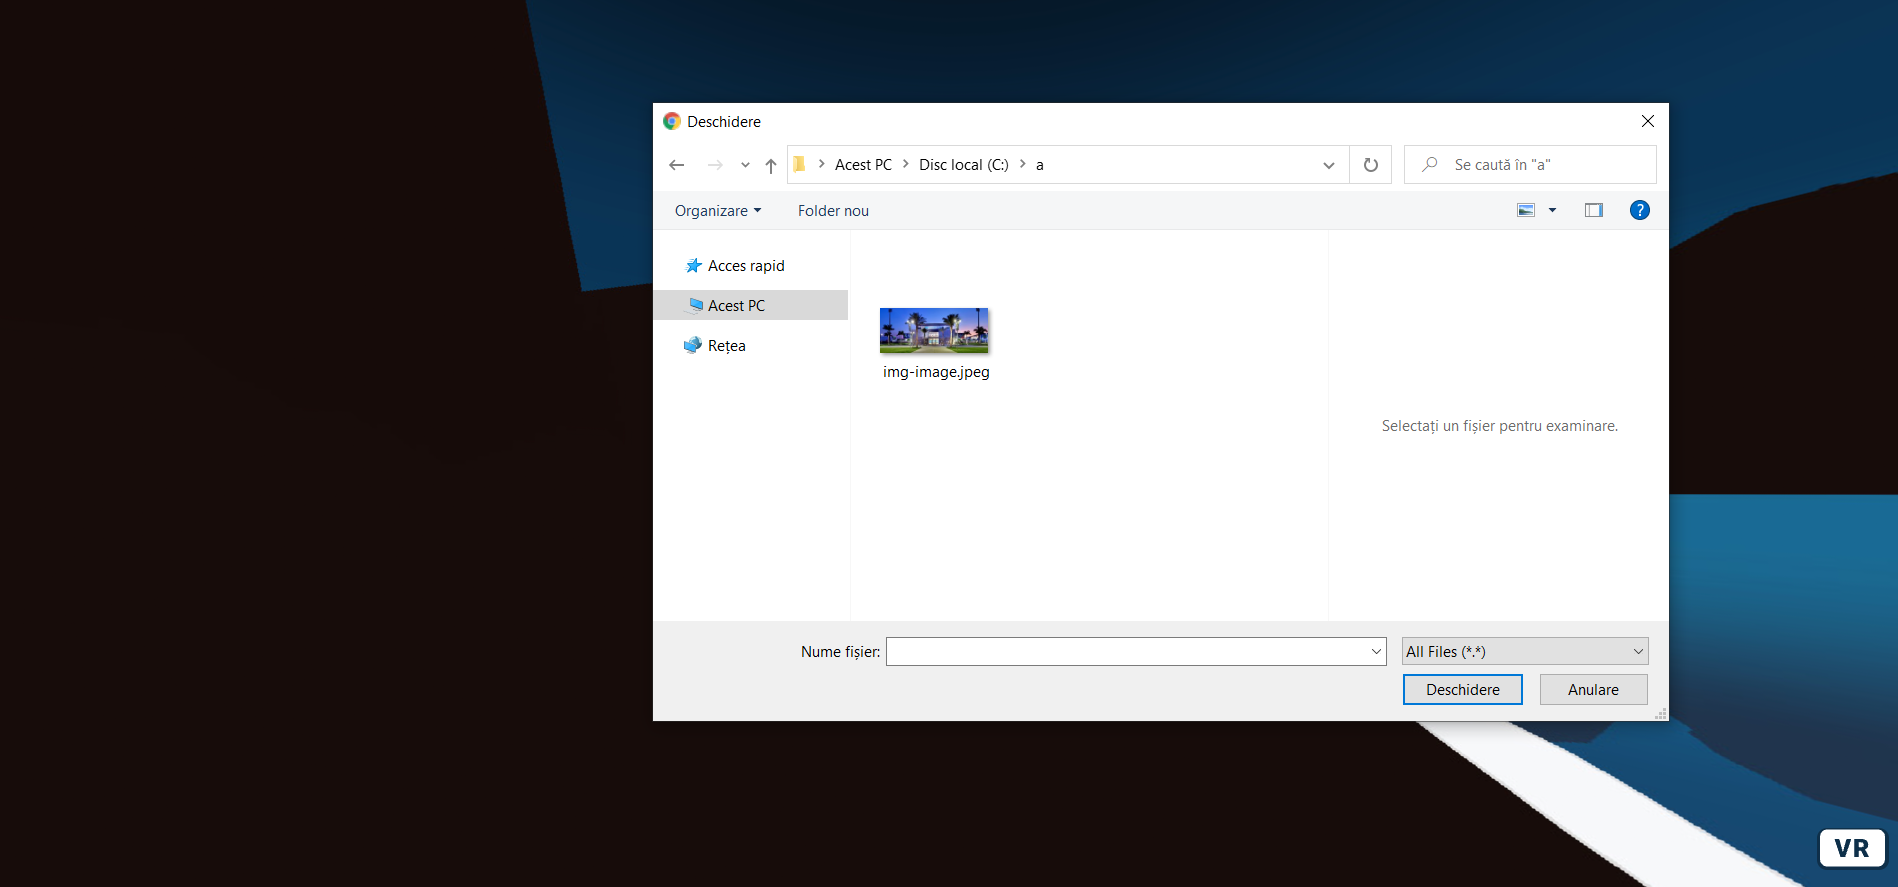 Deschidere
Acest PC
Disc local (C:)
a
Se caută în "a"
Organizare
Folder nou
?
Acces rapid
Acest PC
Rețea
img-image.jpeg
Selectați un fișier pentru examinare.
Nume fișier:
All Files (*.*)
Deschidere
Anulare
VR